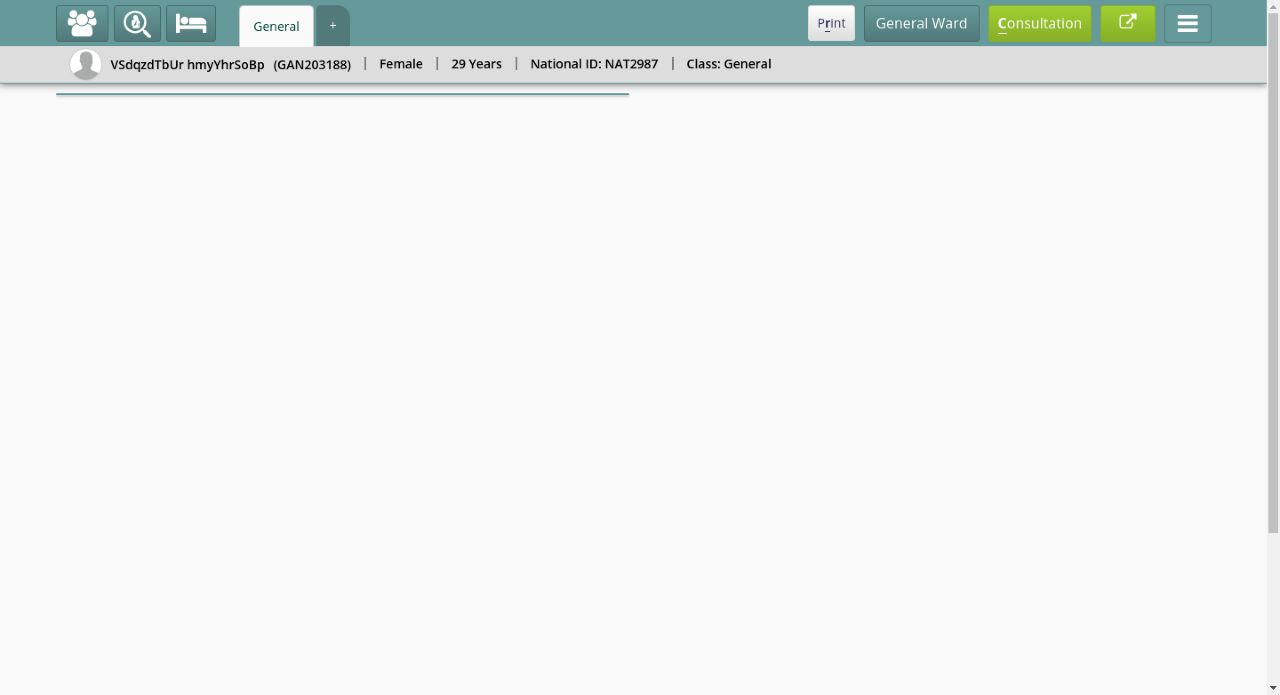 General + Print General Ward Consultation
VSdqzdTbUr hmyYhrSoBp (GAN203188) | Female | 29 Years | National ID: NAT2987 | Class: General